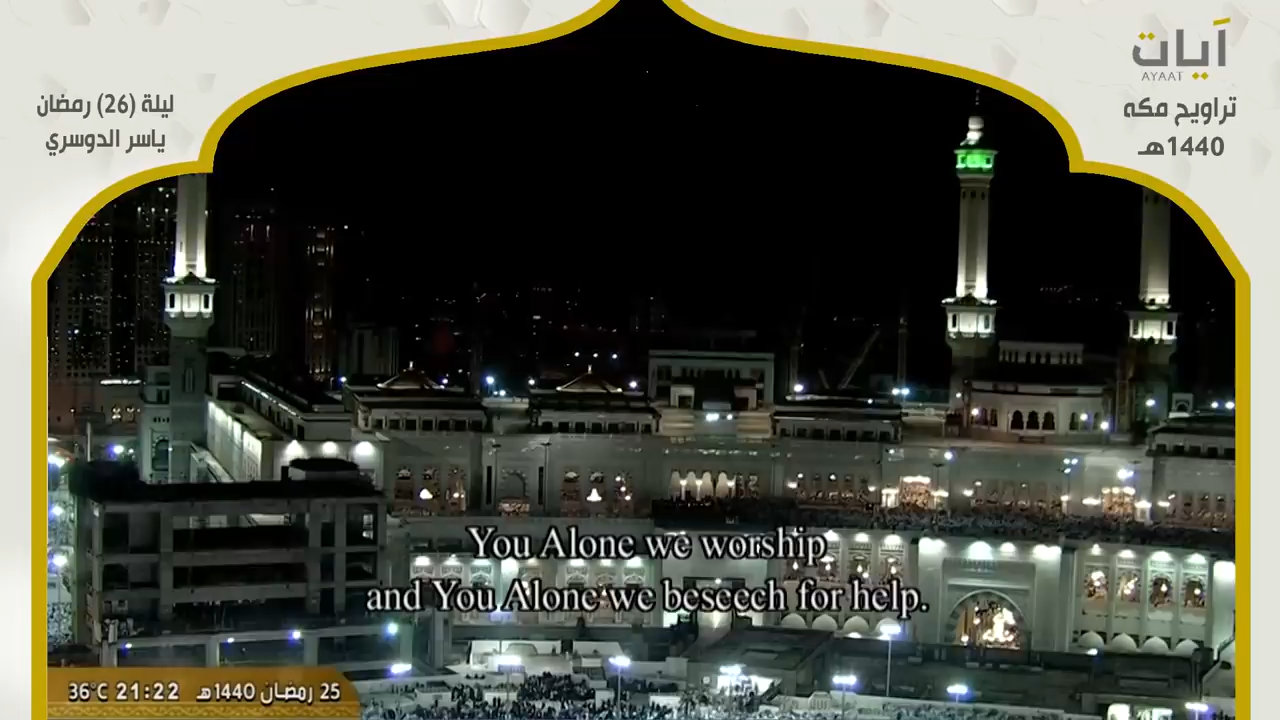 آيات
AYAAT
تراويح مكه
1440هـ
ليلة (26) رمضان
ياسر الدوسري
You Alone we worship
and You Alone we beseech for help.
36°C 21:22 25 رمضان 1440هـ